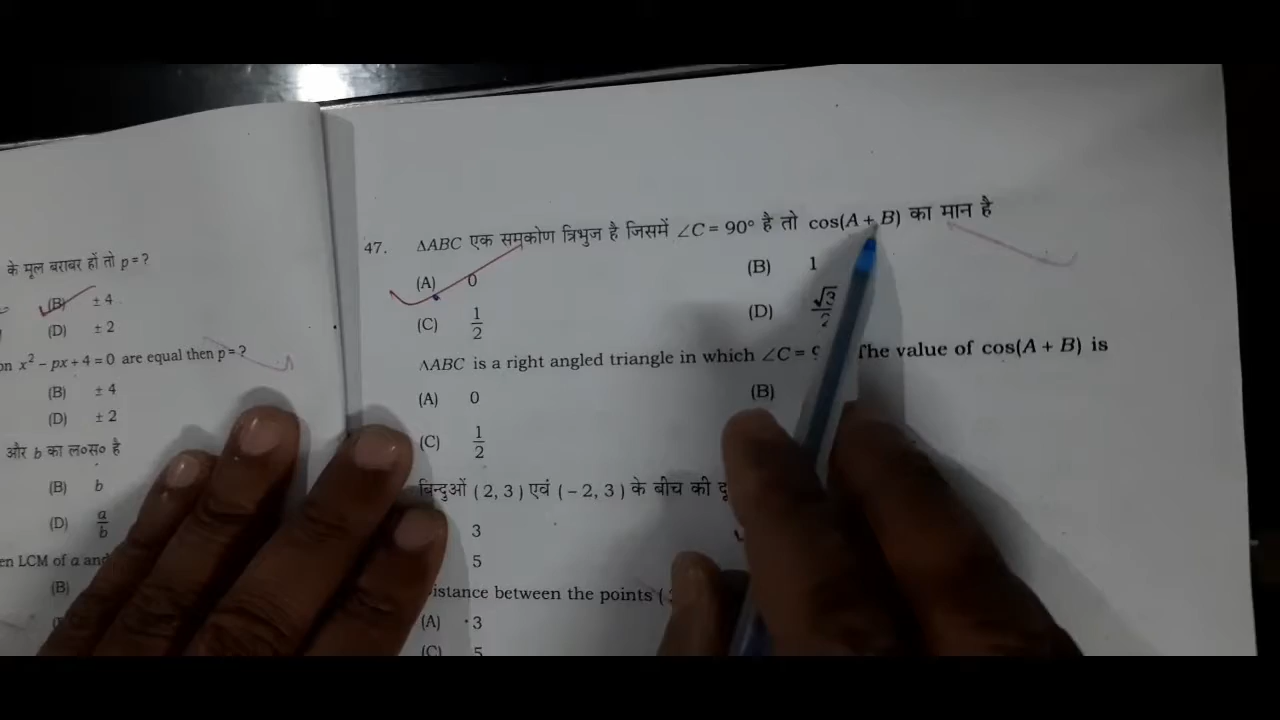 के मूल बराबर हों तो p = ?
(B) ± 4
(D) ± 2
on x² – px + 4 = 0 are equal then p = ?
(B) ± 4
(D) ± 2
और b का ल०स० है
(B) b
(D) a/b
en LCM of a and
(B)
47. ΔABC एक समकोण त्रिभुज है जिसमें ∠C = 90° है तो cos(A + B) का मान है
(A) 0 (B) 1
(C) 1/2 (D) √3/2
ΔABC is a right angled triangle in which ∠C = The value of cos(A + B) is
(A) 0 (B)
(C) 1/2
बिन्दुओं ( 2, 3 ) एवं ( – 2, 3 ) के बीच की
3
5
istance between the points (
(A) 3
(C) 5